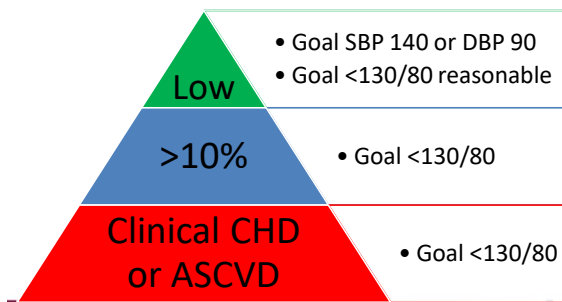 Low
• Goal SBP 140 or DBP 90
• Goal <130/80 reasonable
>10%
• Goal <130/80
Clinical CHD
or ASCVD
• Goal <130/80